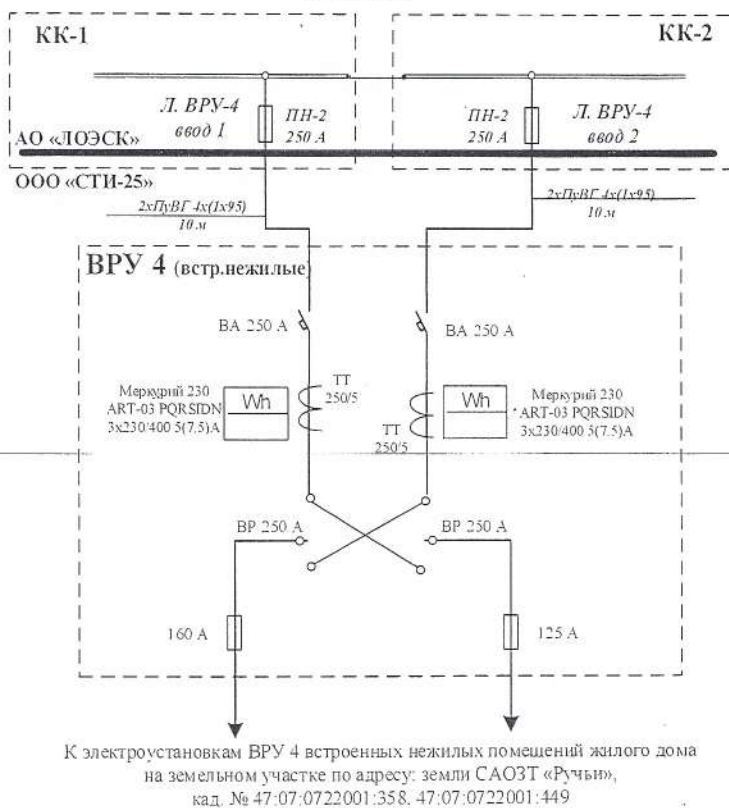 КК-1
КК-2
Л. ВРУ-4
ввод 1
ПН-2
250 А
ПН-2
250 А
Л. ВРУ-4
ввод 2
АО «ЛОЭСК»
ООО «СТИ-25»
2хПуВГ 4х(1х95)
10 м
2хПуВГ 4х(1х95)
10 м
ВРУ 4 (встр.нежилые)
ВА 250 А
ВА 250 А
Меркурий 230
ART-03 PQRSIDN
3x230/400 5(7.5)А
Wh
ТТ
250/5
ТТ
250/5
Wh
Меркурий 230
ART-03 PQRSIDN
3x230/400 5(7.5)А
ВР 250 А
ВР 250 А
160 А
125 А
К электроустановкам ВРУ 4 встроенных нежилых помещений жилого дома
на земельном участке по адресу: земли САОЗТ «Ручьи»,
кад. № 47:07:0722001:358, 47:07:0722001:449